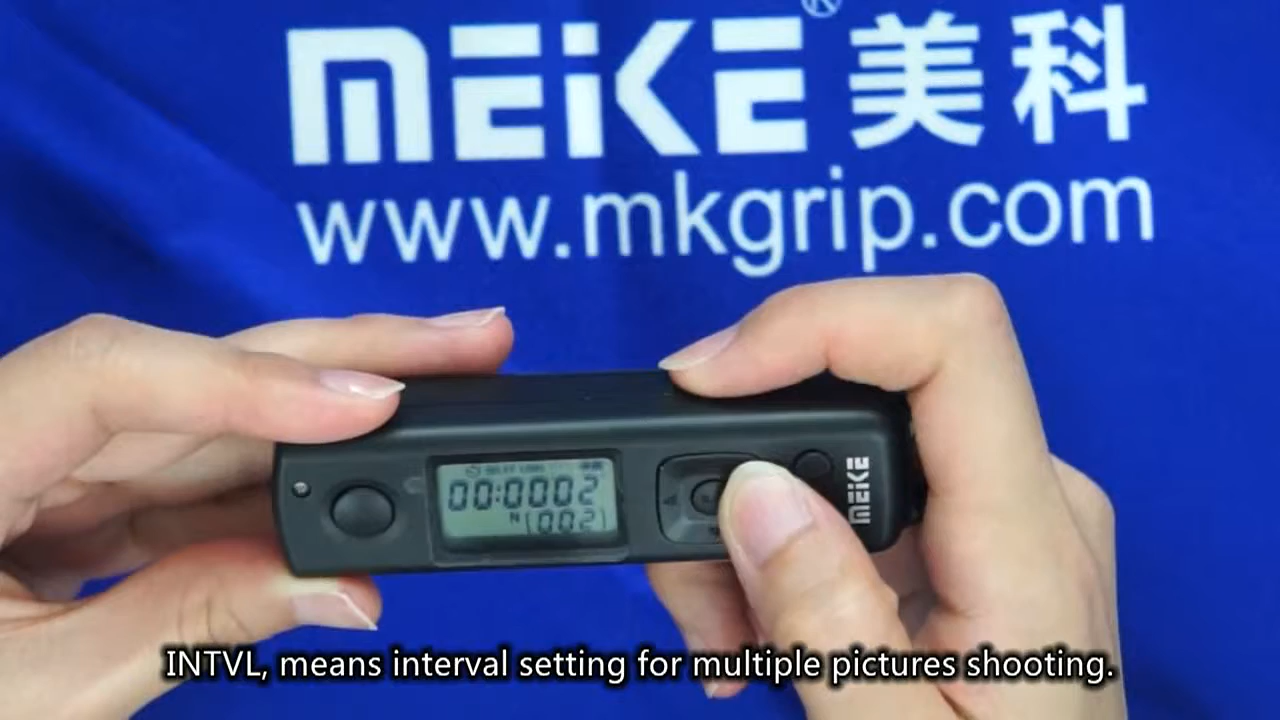 MEiKE® 美科
www.mkgrip.com
00:0002
N (002)
MEiKE
INTVL, means interval setting for multiple pictures shooting.